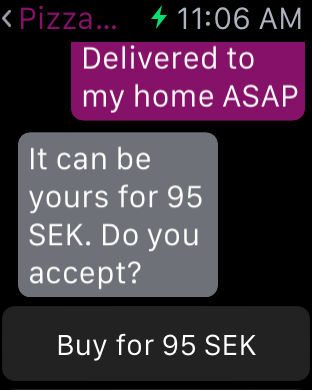 Pizza...
11:06 AM
Delivered to
my home ASAP
It can be
yours for 95
SEK. Do you
accept?
Buy for 95 SEK